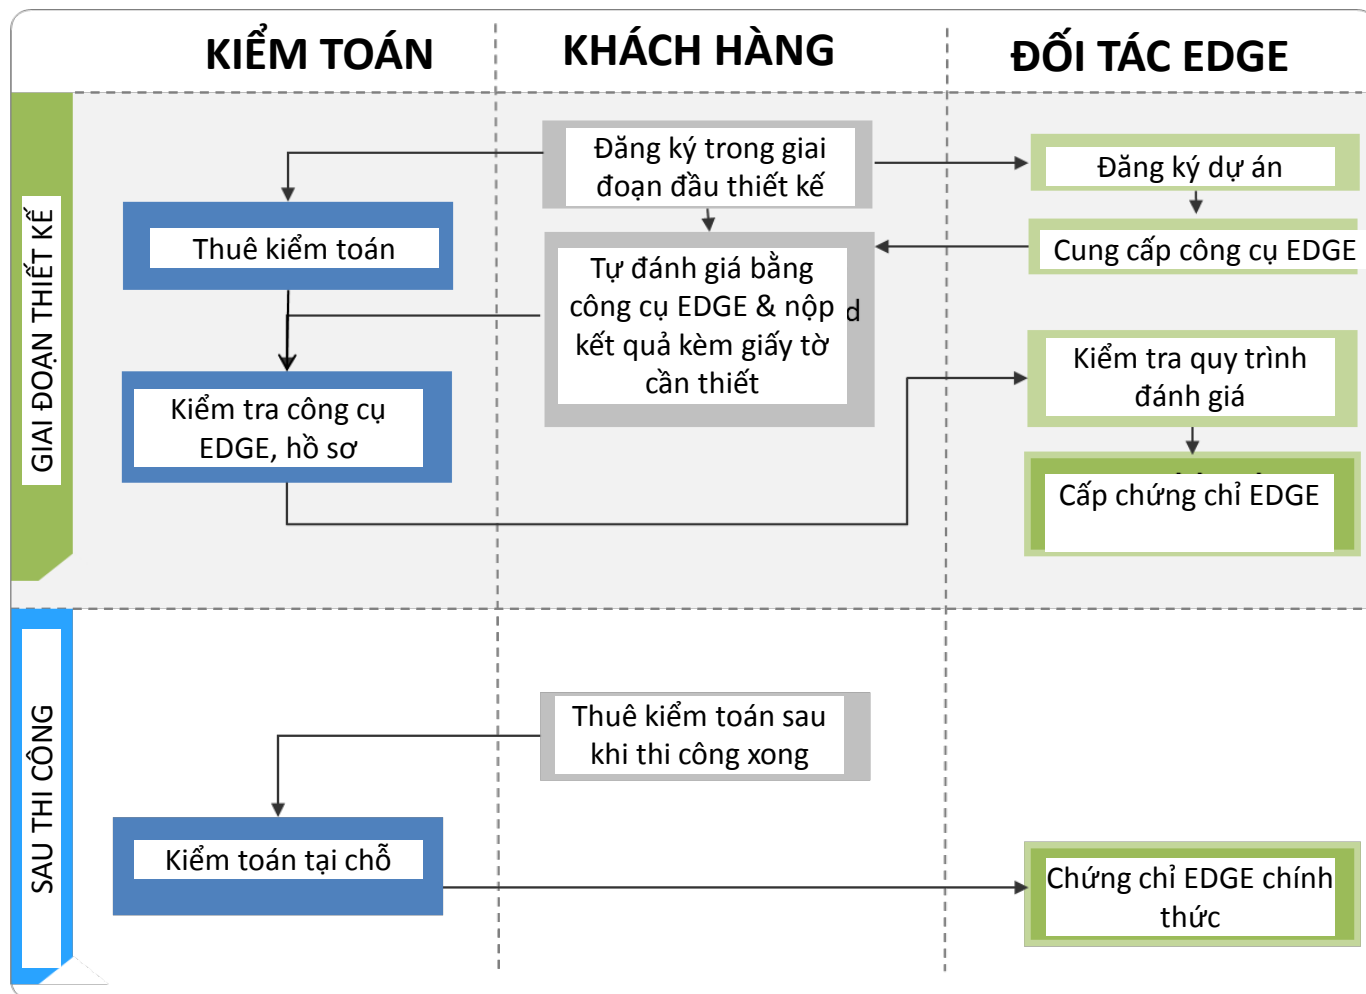 KIỂM TOÁN
KHÁCH HÀNG
ĐỐI TÁC EDGE
GIAI ĐOẠN THIẾT KẾ
Đăng ký trong giai
đoạn đầu thiết kế
Đăng ký dự án
Thuê kiểm toán
Cung cấp công cụ EDGE
Tự đánh giá bằng
công cụ EDGE & nộp
kết quả kèm giấy tờ
cần thiết
d
Kiểm tra quy trình
đánh giá
Kiểm tra công cụ
EDGE, hồ sơ
Cấp chứng chỉ EDGE
SAU THI CÔNG
Thuê kiểm toán sau
khi thi công xong
Kiểm toán tại chỗ
Chứng chỉ EDGE chính
thức